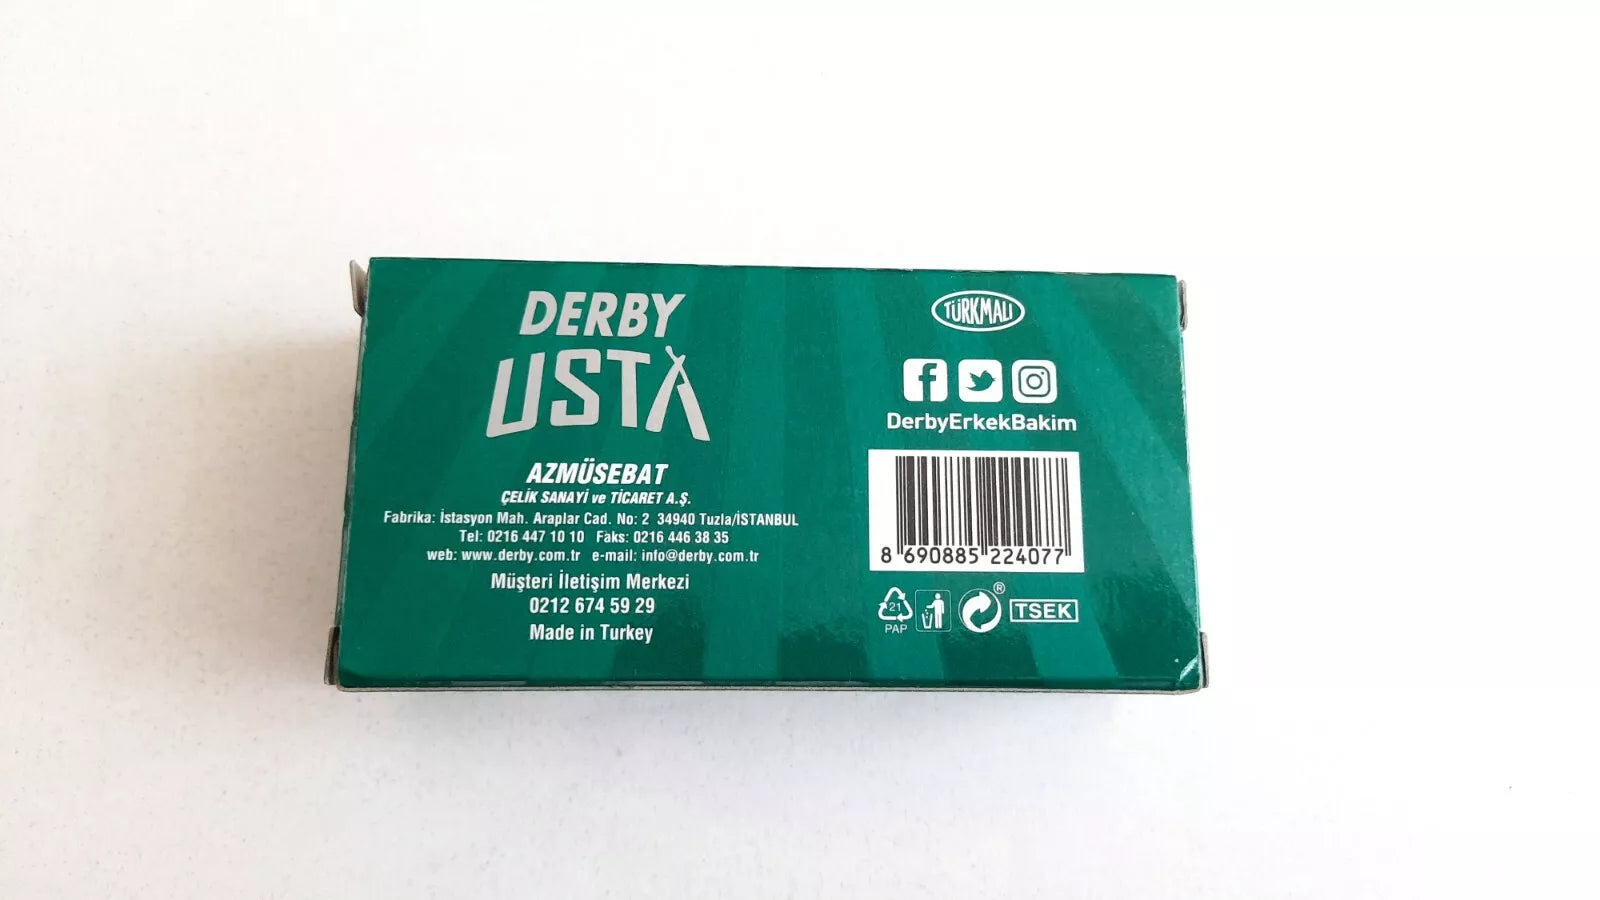 DERBY
USTA
AZMÜSEBAT
ÇELİK SANAYİ ve TİCARET A.Ş.
Fabrika: İstasyon Mah. Araplar Cad. No: 2 34940 Tuzla/İSTANBUL
Tel: 0216 447 10 10 Faks: 0216 446 38 35
web: www.derby.com.tr e-mail: info@derby.com.tr
Müşteri İletişim Merkezi
0212 674 59 29
Made in Turkey
TÜRKMALI
DerbyErkekBakim
8 690885 224077
21
PAP
®
TSEK